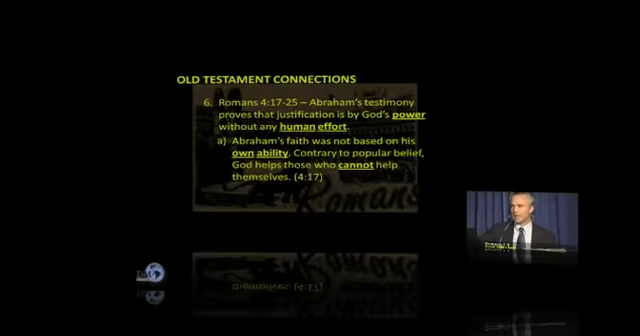 OLD TESTAMENT CONNECTIONS
6. Romans 4:17-25 – Abraham's testimony
proves that justification is by God's power
without any human effort.
a) Abraham's faith was not based on his
own ability. Contrary to popular belief,
God helps those who cannot help
themselves. (4:17)
Romans